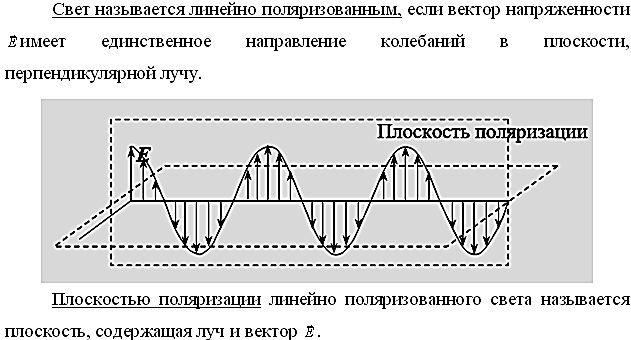 Свет называется линейно поляризованным, если вектор напряженности
E имеет единственное направление колебаний в плоскости,
перпендикулярной лучу.
Плоскость поляризации
E
Плоскостью поляризации линейно поляризованного света называется
плоскость, содержащая луч и вектор E.